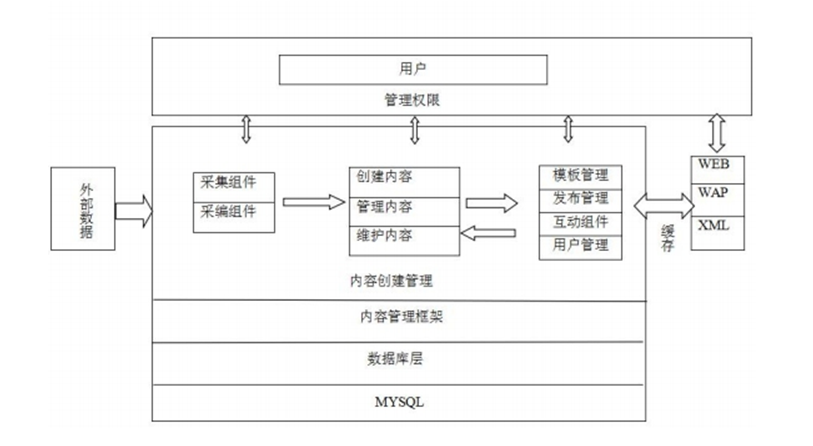 用户
管理权限
外部数据
采集组件
采编组件
创建内容
管理内容
维护内容
模板管理
发布管理
互动组件
用户管理
缓存
WEB
WAP
XML
内容创建管理
内容管理框架
数据库层
MYSQL